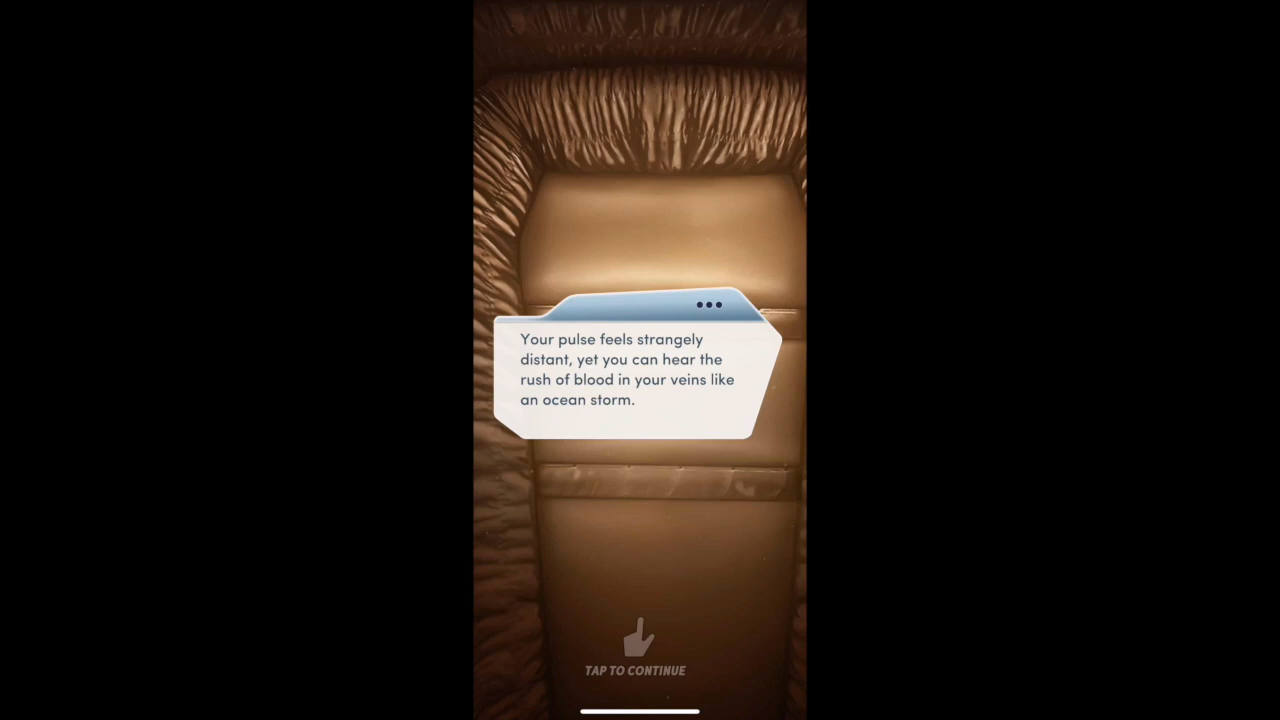 Your pulse feels strangely
distant, yet you can hear the
rush of blood in your veins like
an ocean storm.
TAP TO CONTINUE